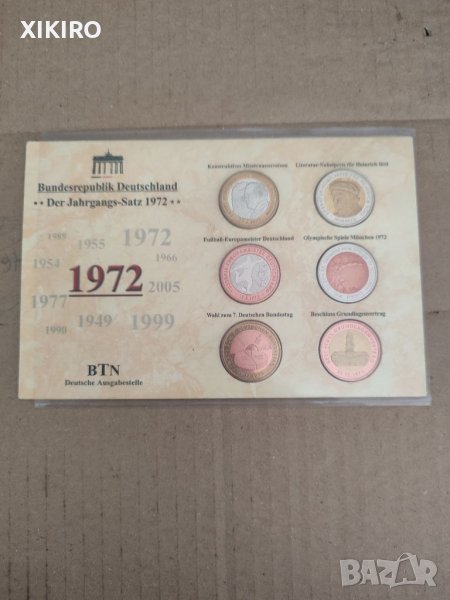 XIKIRO
Bundesrepublik Deutschland
Der Jahrgangs-Satz 1972
1989
1955
1972
1966
1954
1972
2005
1977
1990
1949
1999
BTN
Deutsche Ausgabestelle
Konstruktives Misstrauensvotum
Literatur-Nobelpreis für Heinrich Böll
Fußball-Europameister Deutschland
Olympische Spiele München 1972
Wahl zum 7. Deutschen Bundestag
Beschluss Grundlagenvertrag
BAZAR